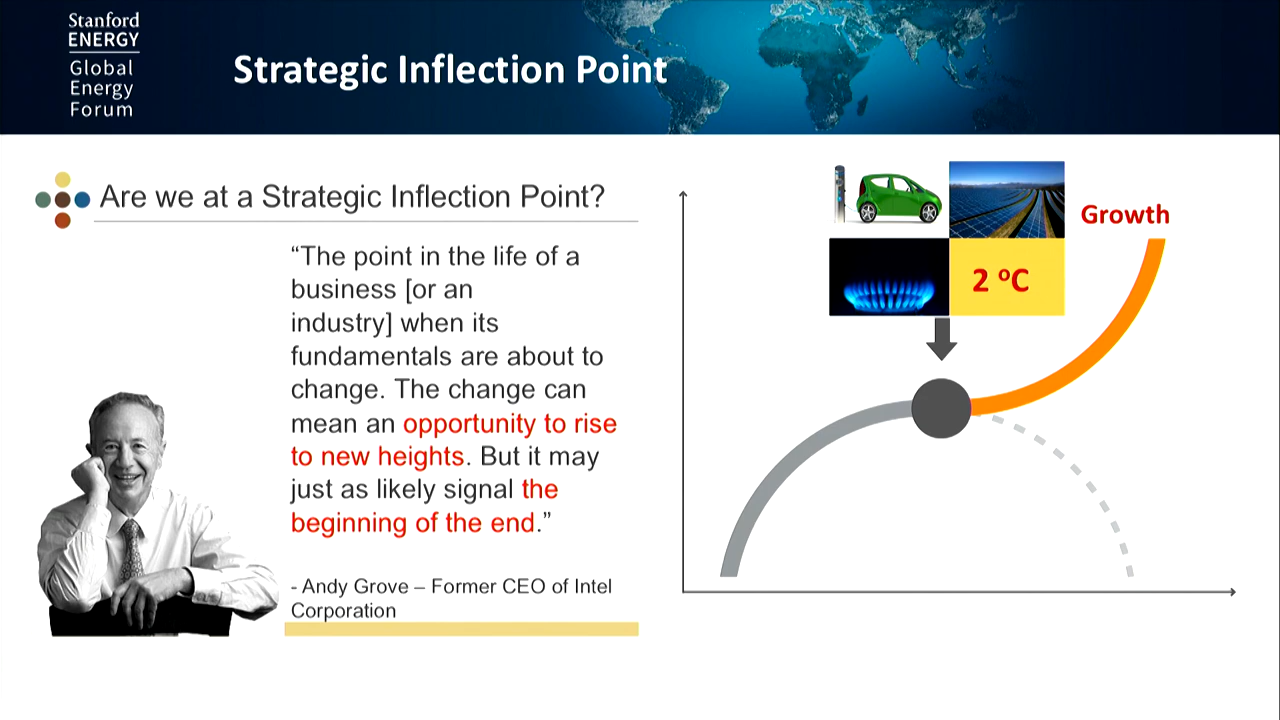 Stanford
ENERGY
Global
Energy
Forum
Strategic Inflection Point
Are we at a Strategic Inflection Point?
“The point in the life of a
business [or an
industry] when its
fundamentals are about to
change. The change can
mean an opportunity to rise
to new heights. But it may
just as likely signal the
beginning of the end.”
- Andy Grove – Former CEO of Intel
Corporation
Growth
2 ºC